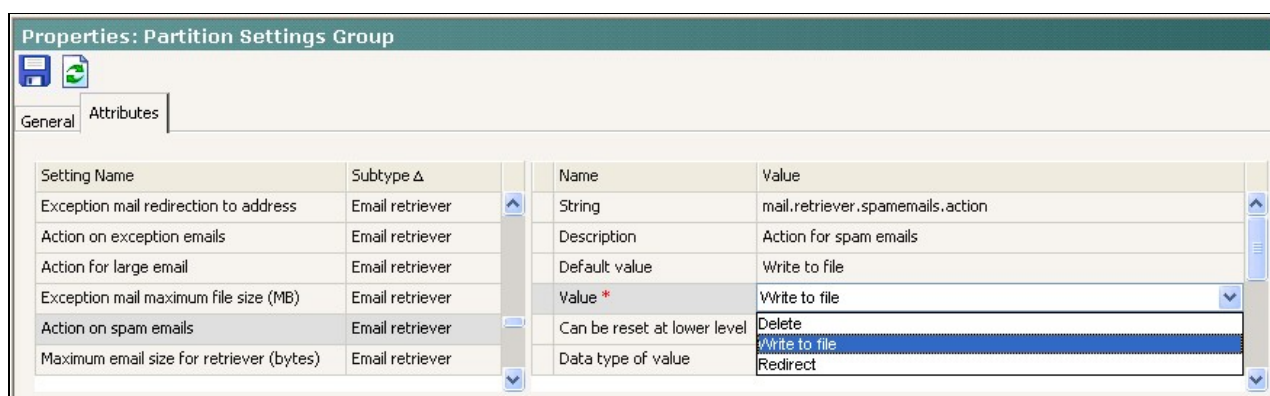 Properties: Partition Settings Group
General Attributes
Setting Name Subtype Δ Name Value
Exception mail redirection to address Email retriever String mail.retriever.spamemails.action
Action on exception emails Email retriever Description Action for spam emails
Action for large email Email retriever Default value Write to file
Exception mail maximum file size (MB) Email retriever Value * Write to file
Action on spam emails Email retriever Can be reset at lower level Delete
Write to file
Maximum email size for retriever (bytes) Email retriever Data type of value Redirect